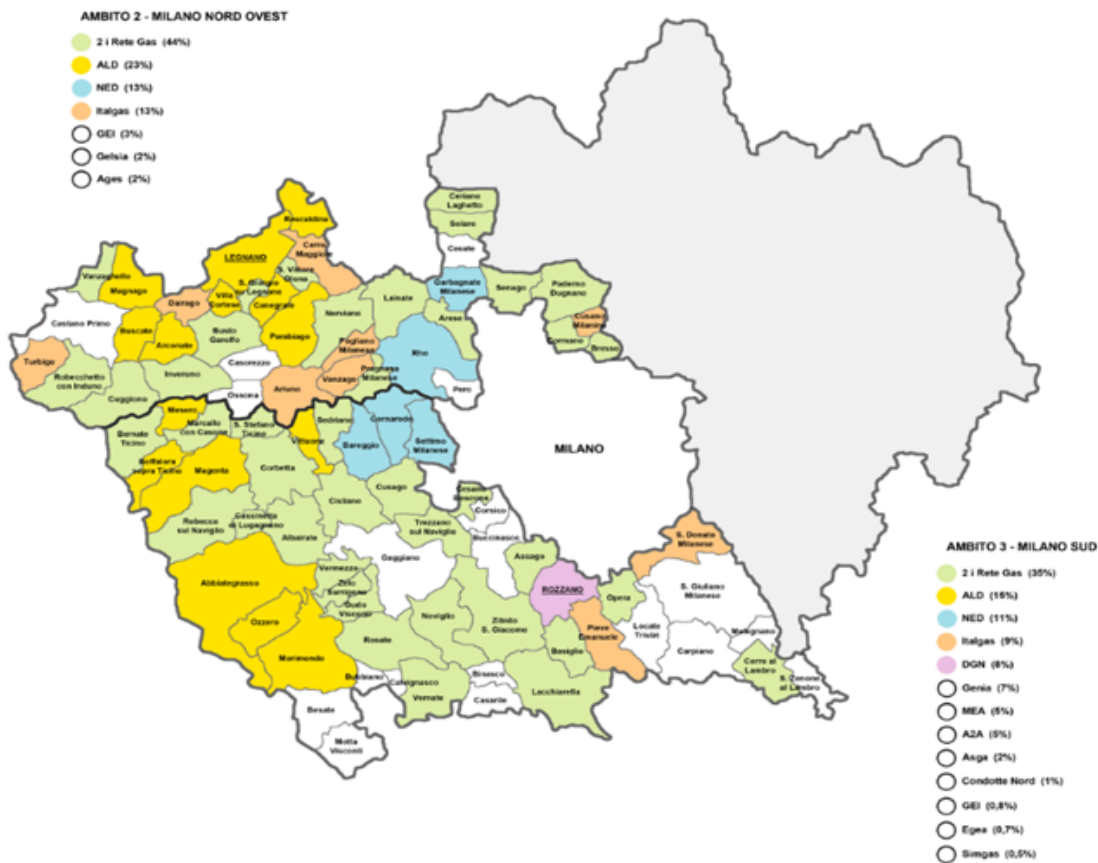 AMBITO 2 - MILANO NORD OVEST
2 i Rete Gas (44%)
ALD (23%)
NED (13%)
Italgas (13%)
GEI (3%)
Gelsia (2%)
Ages (2%)
Ceriano
Laghetto
Solaro
Cesate
Rescaldina
Cerro
Maggiore
LEGNANO
S. Vittore
Olona
S. Giorgio
su Legnano
Villa
Cortese
Canegrate
Vanzaghello
Magnago
Dairago
Castano Primo
Buscate
Arconate
Busto
Garolfo
Parabiago
Nerviano
Lainate
Garbagnate
Milanese
Senago
Paderno
Dugnano
Cusano
Milanino
Cormano
Bresso
Arese
Pogliano
Milanese
Rho
Turbigo
Robecchetto
con Induno
Inveruno
Casorezzo
Vanzago
Pregnana
Milanese
Pero
Cuggiono
Ossona
Arluno
Mesero
Marcallo
con Casone
S. Stefano
Ticino
Sedriano
Cornaredo
Bernate
Ticino
Vittuone
Bareggio
Settimo
Milanese
MILANO
Boffalora
sopra Ticino
Magenta
Corbetta
Cusago
Cesano
Boscone
Corsico
Cisliano
Robecco
sul Naviglio
Cassinetta
di Lugagnano
Albairate
Trezzano
sul Naviglio
Buccinasco
Gaggiano
Assago
S. Donato
Milanese
Abbiategrasso
Vermezzo
Zelo
Surrigone
Gudo
Visconti
ROZZANO
Opera
S. Giuliano
Milanese
Ozzero
Noviglio
Zibido
S. Giacomo
Pieve
Emanuele
Locate
Triulzi
Melegnano
Rosate
Basiglio
Carpiano
Cerro al
Lambro
S. Zenone
al Lambro
Morimondo
Bubbiano
Calvignasco
Binasco
Lacchiarella
Vernate
Casarile
Besate
Motta
Visconti
AMBITO 3 - MILANO SUD
2 i Rete Gas (35%)
ALD (15%)
NED (11%)
Italgas (9%)
DGN (8%)
Genia (7%)
MEA (5%)
A2A (5%)
Asga (2%)
Condotte Nord (1%)
GEI (0,8%)
Egea (0,7%)
Simgas (0,5%)